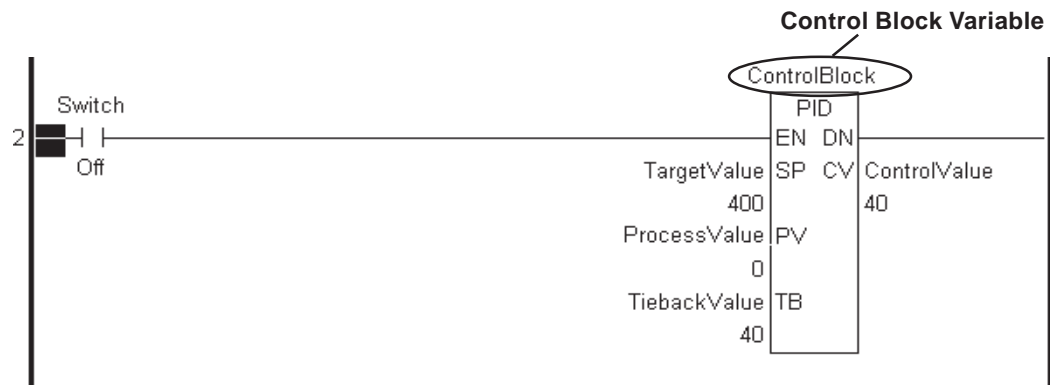 Control Block Variable
ControlBlock
Switch
PID
2
EN DN
Off
TargetValue SP CV ControlValue
400 40
ProcessValue PV
0
TiebackValue TB
40